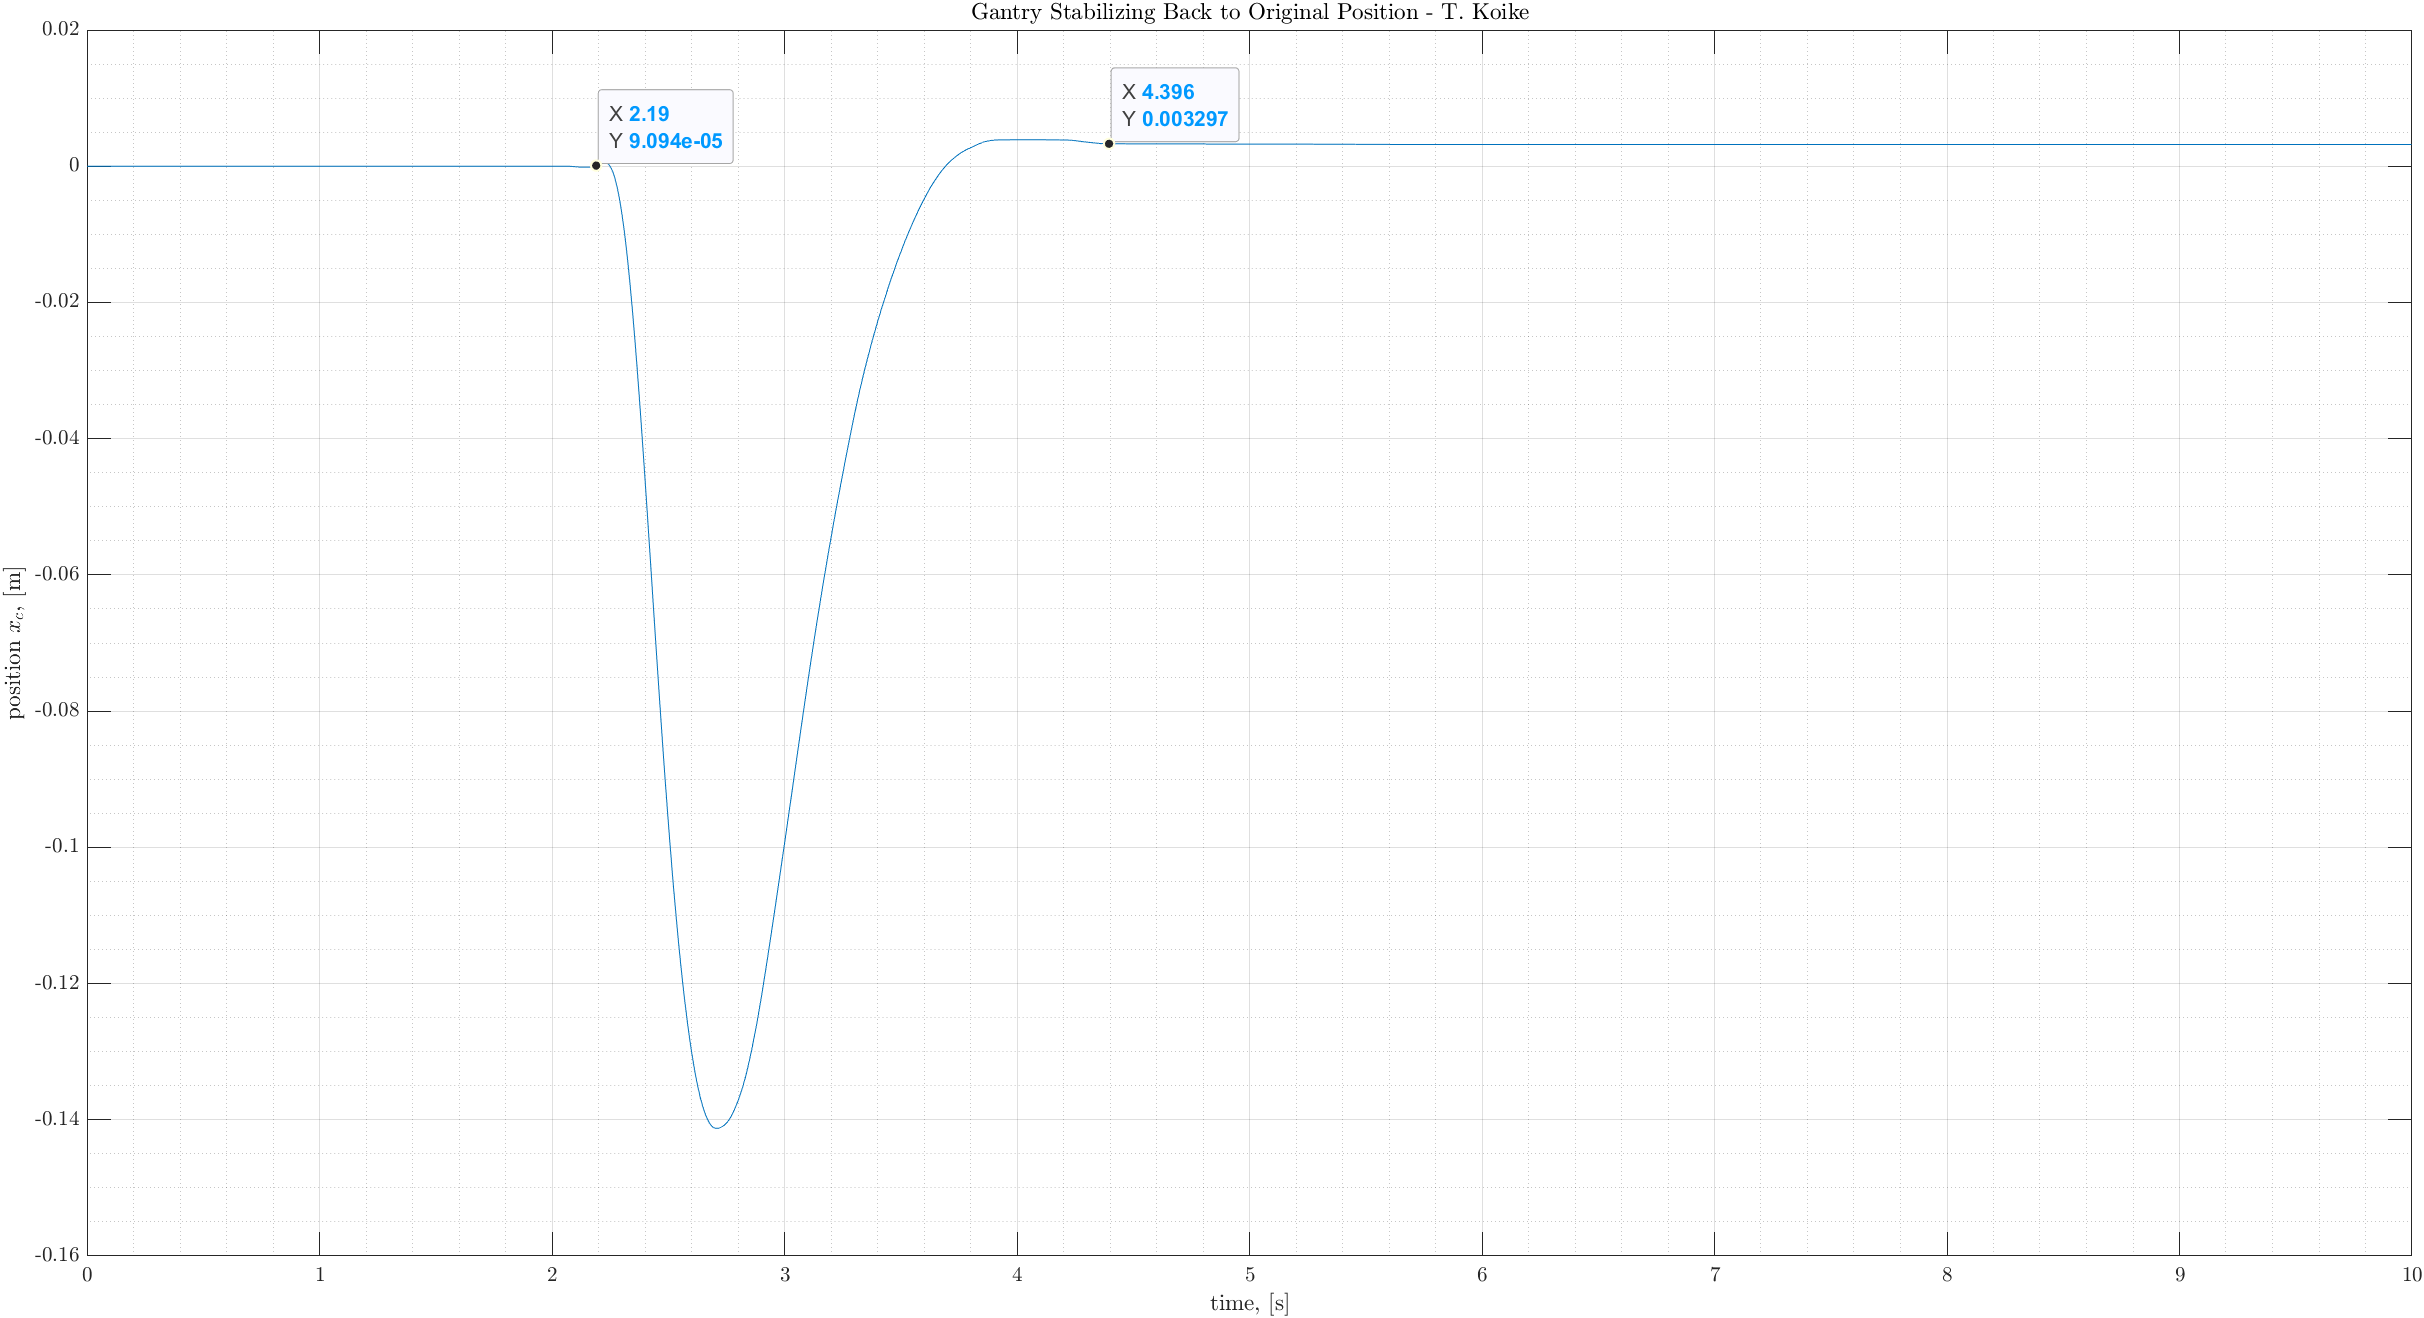 Gantry Stabilizing Back to Original Position - T. Koike
0.02
0
-0.02
-0.04
-0.06
-0.08
-0.1
-0.12
-0.14
-0.16
position x_c, [m]
X 2.19
Y 9.094e-05
X 4.396
Y 0.003297
0 1 2 3 4 5 6 7 8 9 10
time, [s]